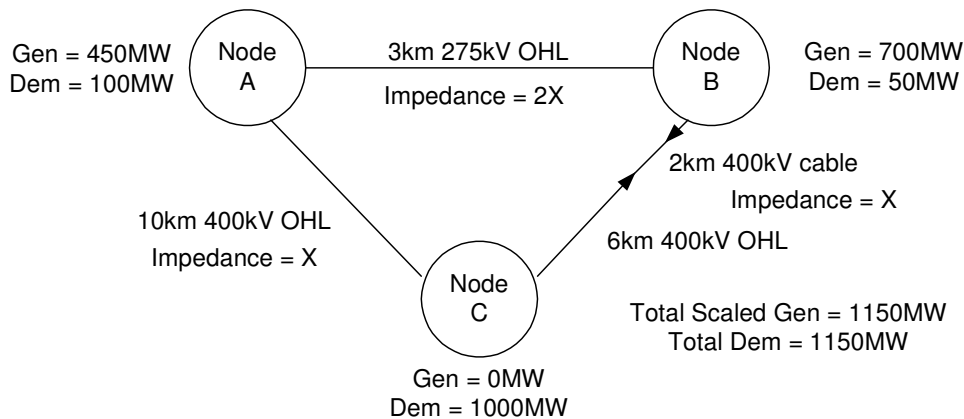 Gen = 450MW
Dem = 100MW
Node
A
3km 275kV OHL
Impedance = 2X
Node
B
Gen = 700MW
Dem = 50MW
2km 400kV cable
Impedance = X
6km 400kV OHL
10km 400kV OHL
Impedance = X
Node
C
Gen = 0MW
Dem = 1000MW
Total Scaled Gen = 1150MW
Total Dem = 1150MW